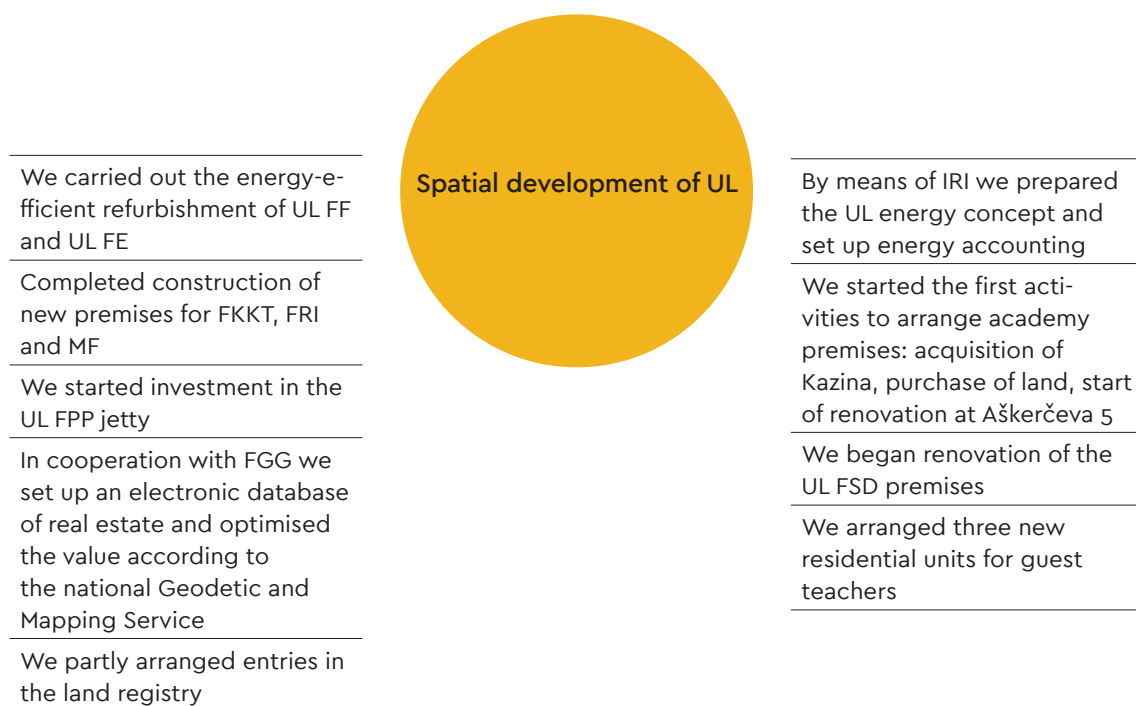 Spatial development of UL
We carried out the energy-e-
fficient refurbishment of UL FF
and UL FE
Completed construction of
new premises for FKKT, FRI
and MF
We started investment in the
UL FPP jetty
In cooperation with FGG we
set up an electronic database
of real estate and optimised
the value according to
the national Geodetic and
Mapping Service
We partly arranged entries in
the land registry
By means of IRI we prepared
the UL energy concept and
set up energy accounting
We started the first acti-
vities to arrange academy
premises: acquisition of
Kazina, purchase of land, start
of renovation at Aškerčeva 5
We began renovation of the
UL FSD premises
We arranged three new
residential units for guest
teachers